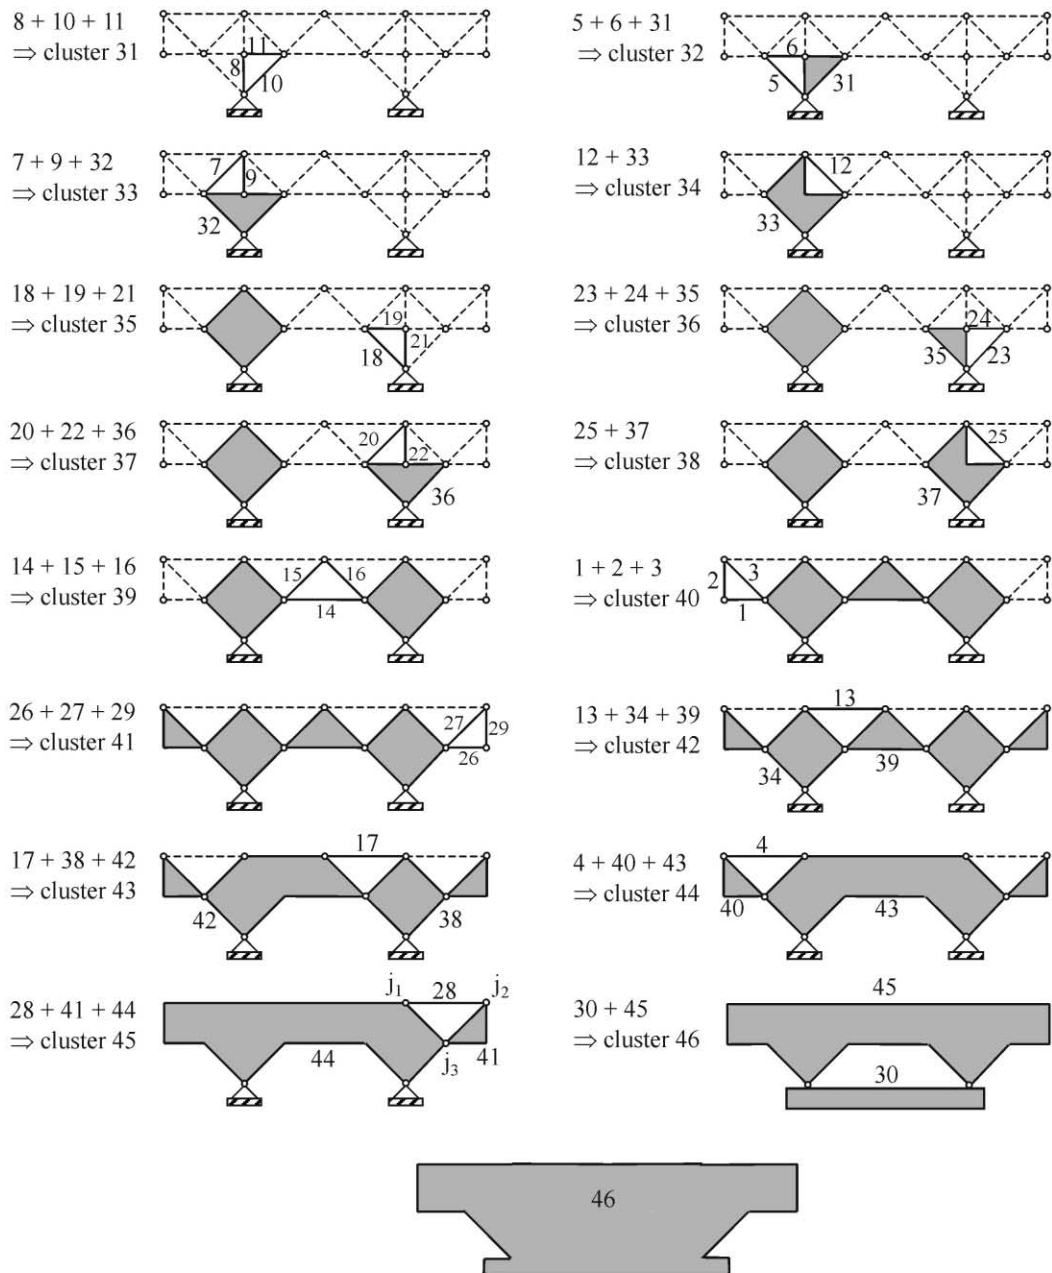 8 + 10 + 11
⇒ cluster 31
11
8
10
5 + 6 + 31
⇒ cluster 32
6
5
31
7 + 9 + 32
⇒ cluster 33
7
9
32
12 + 33
⇒ cluster 34
12
33
18 + 19 + 21
⇒ cluster 35
19
21
18
23 + 24 + 35
⇒ cluster 36
24
35
23
20 + 22 + 36
⇒ cluster 37
20
22
36
25 + 37
⇒ cluster 38
25
37
14 + 15 + 16
⇒ cluster 39
15
16
14
1 + 2 + 3
⇒ cluster 40
2
3
1
26 + 27 + 29
⇒ cluster 41
27
29
26
13 + 34 + 39
⇒ cluster 42
13
34
39
17 + 38 + 42
⇒ cluster 43
17
42
38
4 + 40 + 43
⇒ cluster 44
4
40
43
28 + 41 + 44
⇒ cluster 45
j₁
28
j₂
44
j₃
41
30 + 45
⇒ cluster 46
45
30
46